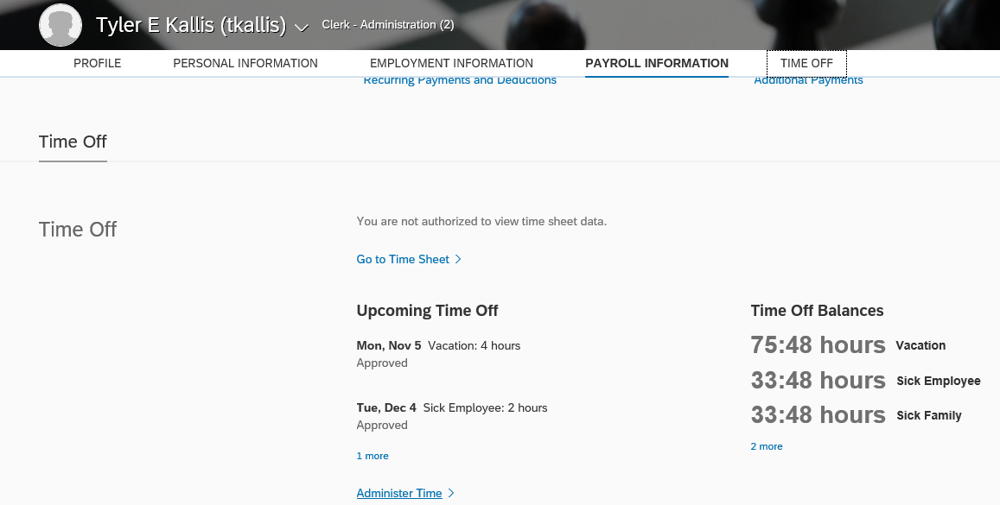 Tyler E Kallis (tkallis) Clerk - Administration (2)
PROFILE PERSONAL INFORMATION EMPLOYMENT INFORMATION PAYROLL INFORMATION TIME OFF
Recurring Payments and Deductions Additional Payments
Time Off
Time Off
You are not authorized to view time sheet data.
Go to Time Sheet
Upcoming Time Off
Mon, Nov 5 Vacation: 4 hours
Approved
Tue, Dec 4 Sick Employee: 2 hours
Approved
1 more
Administer Time
Time Off Balances
75:48 hours Vacation
33:48 hours Sick Employee
33:48 hours Sick Family
2 more